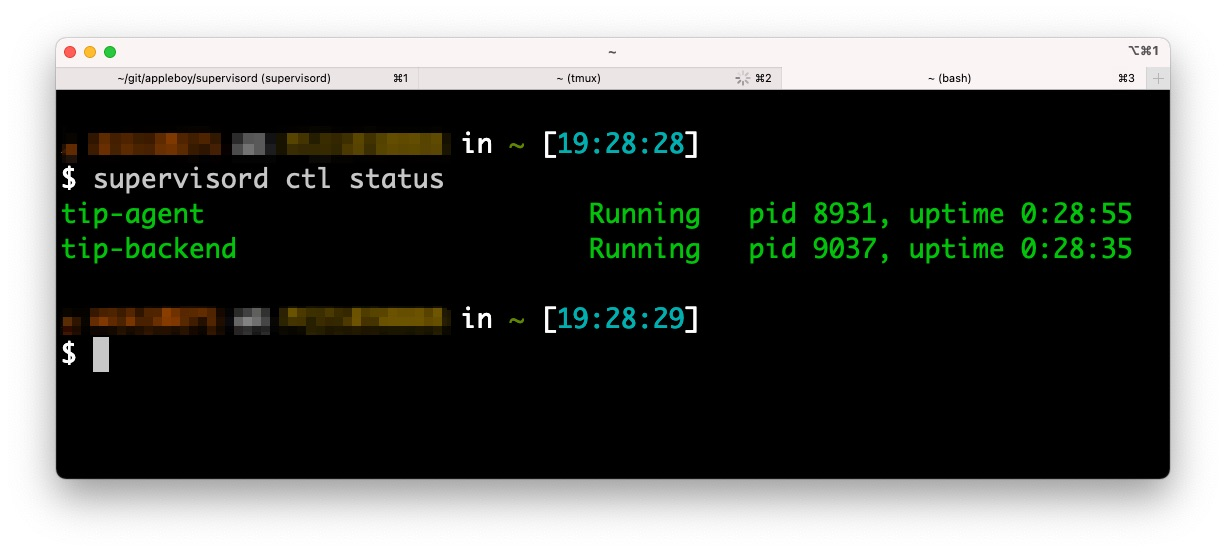 ~ ⌥⌘1
~/git/appleboy/supervisord (supervisord) ⌘1 ~ (tmux) ⌘2 ~ (bash) ⌘3 +
in ~ [19:28:28]
$ supervisord ctl status
tip-agent Running pid 8931, uptime 0:28:55
tip-backend Running pid 9037, uptime 0:28:35
in ~ [19:28:29]
$